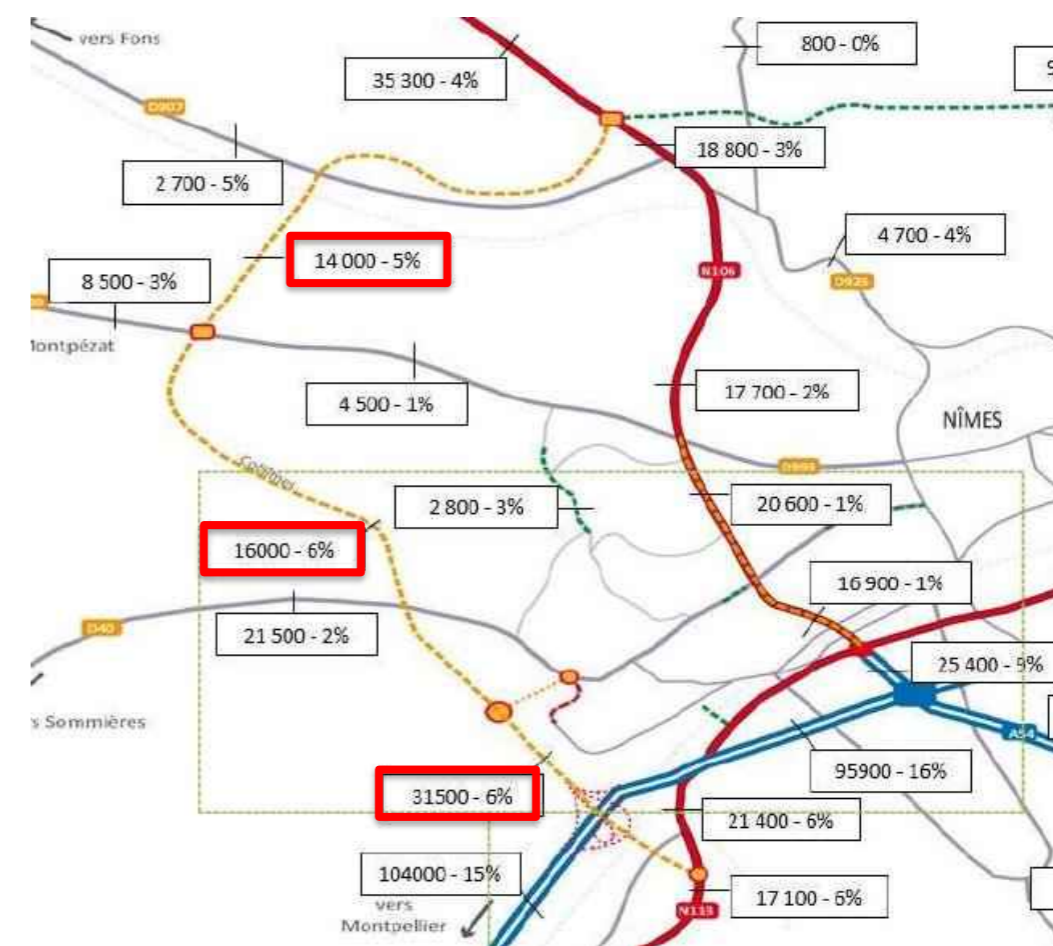 vers Fons
800 - 0%
35 300 - 4%
9
D907
18 800 - 3%
2 700 - 5%
4 700 - 4%
14 000 - 5%
N106
8 500 - 3%
D926
Montpézat
17 700 - 2%
4 500 - 1%
NÎMES
D999
2 800 - 3%
20 600 - 1%
16000 - 6%
16 900 - 1%
D40
21 500 - 2%
25 400 - 9%
s Sommières
A54
95900 - 16%
31500 - 6%
21 400 - 6%
104000 - 15%
17 100 - 6%
vers
Montpellier
N113